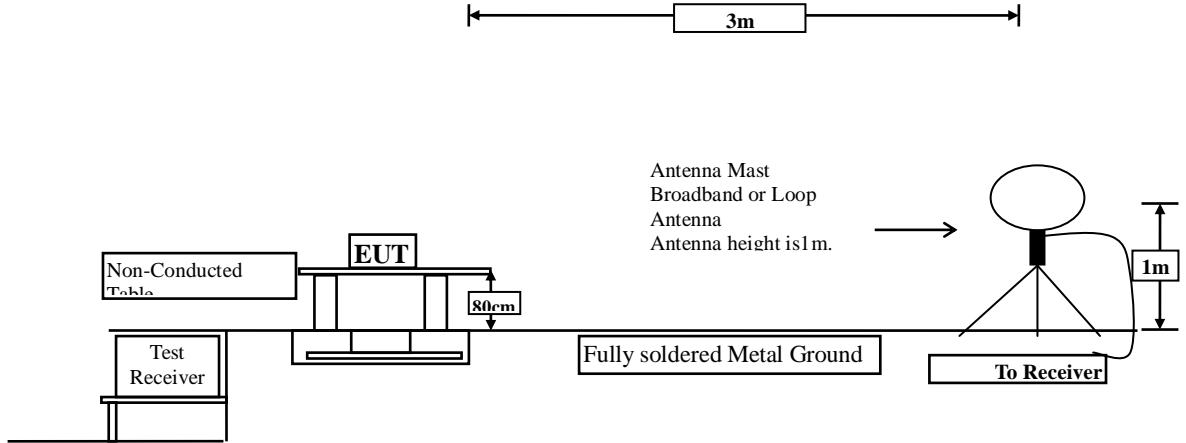 3m
Antenna Mast
Broadband or Loop
Antenna
Antenna height is1m.
EUT
Non-Conducted
Table
80cm
1m
Test
Receiver
Fully soldered Metal Ground
To Receiver